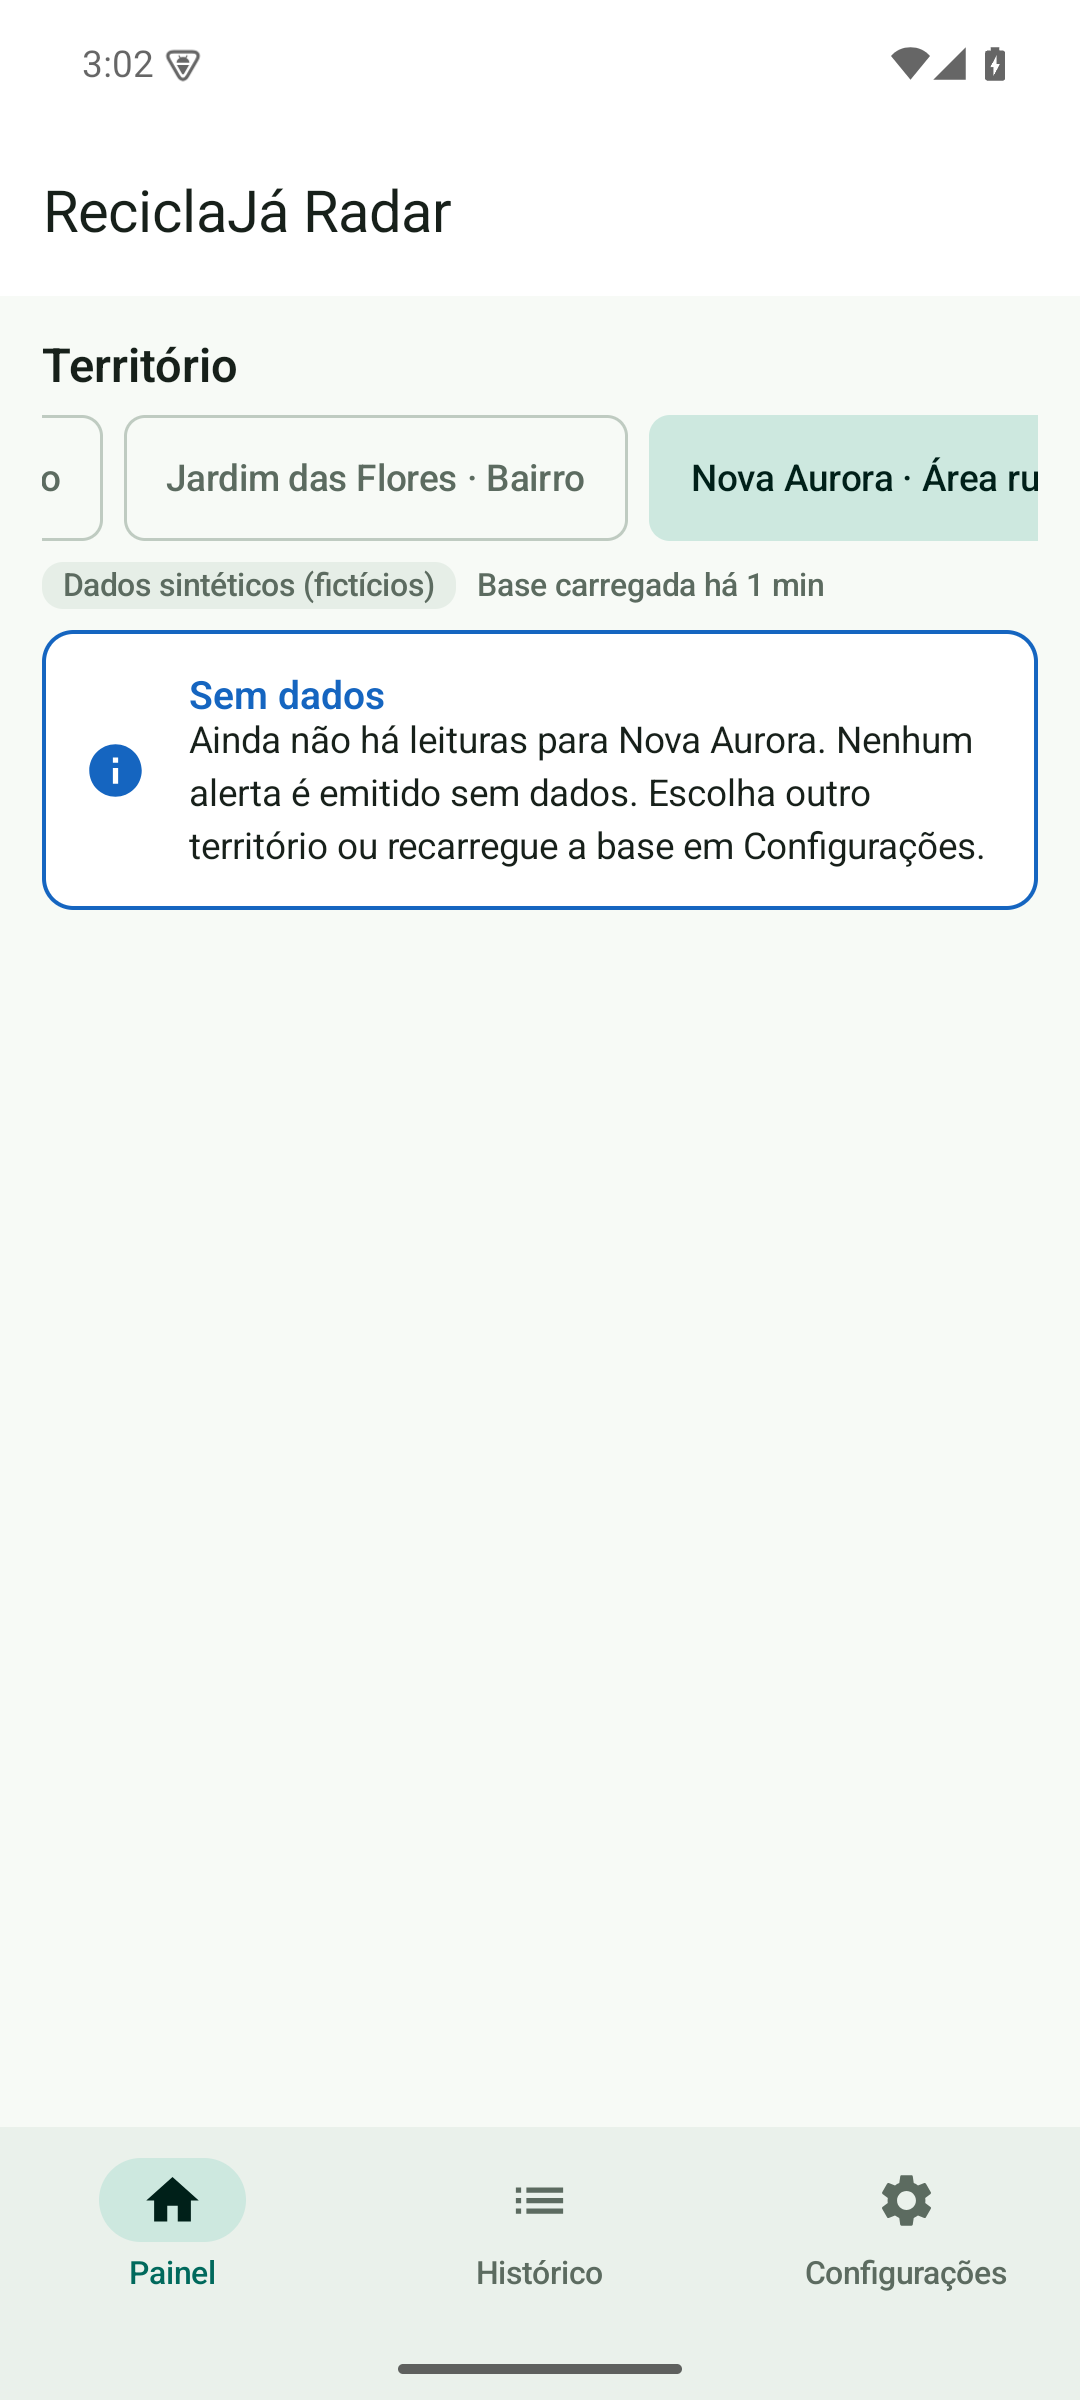 3:02
ReciclaJá Radar
Território
o
Jardim das Flores · Bairro
Nova Aurora · Área ru
Dados sintéticos (fictícios)
Base carregada há 1 min
Sem dados
Ainda não há leituras para Nova Aurora. Nenhum
alerta é emitido sem dados. Escolha outro
território ou recarregue a base em Configurações.
Painel
Histórico
Configurações